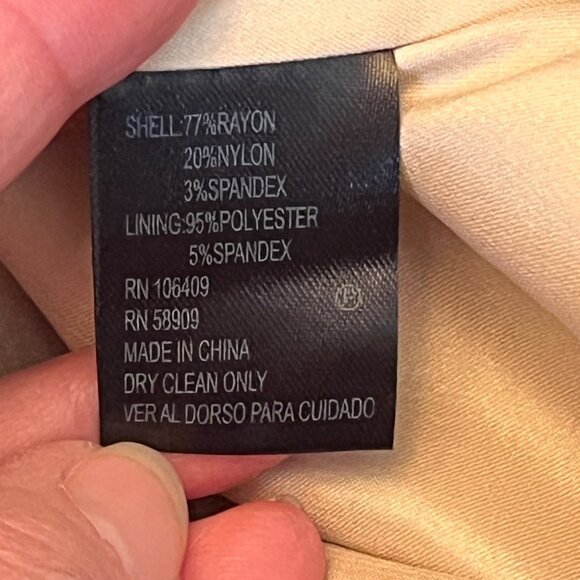 SHELL:77%RAYON
20%NYLON
3%SPANDEX
LINING:95%POLYESTER
5%SPANDEX
RN 106409
RN 58909
MADE IN CHINA
DRY CLEAN ONLY
VER AL DORSO PARA CUIDADO
P